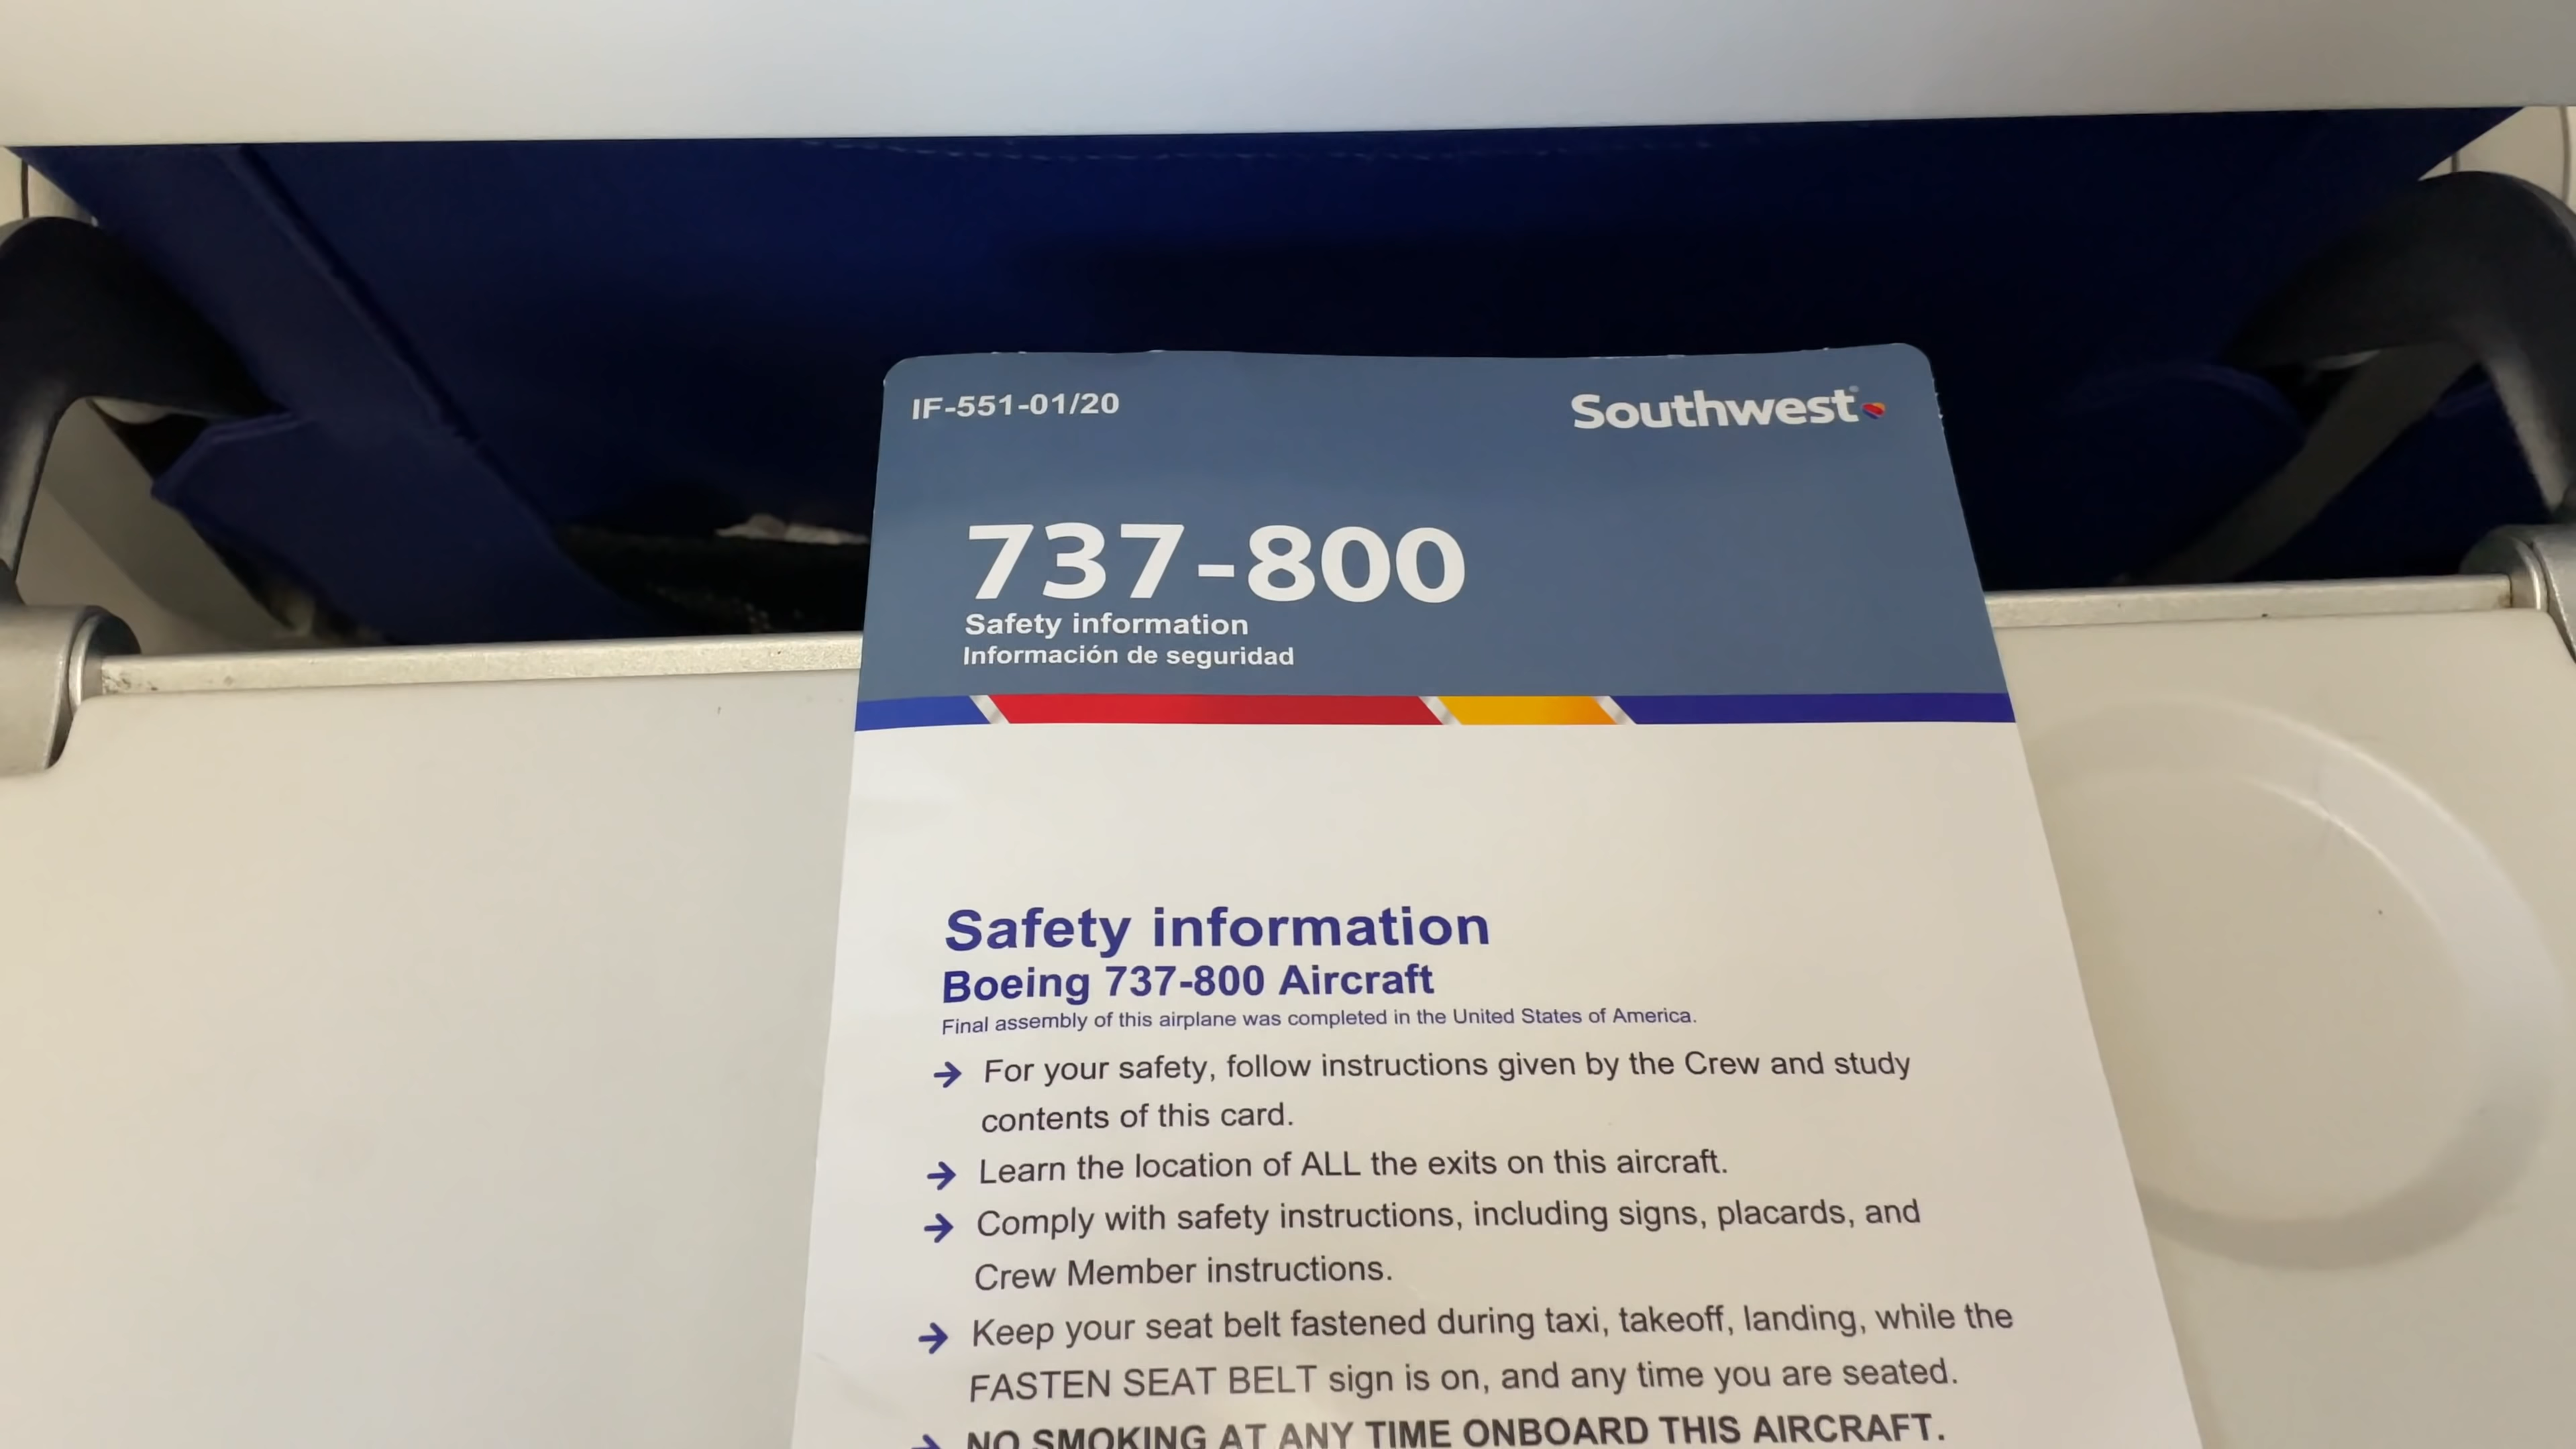 IF-551-01/20
Southwest®
737-800
Safety information
Información de seguridad
Safety information
Boeing 737-800 Aircraft
Final assembly of this airplane was completed in the United States of America.
→ For your safety, follow instructions given by the Crew and study
contents of this card.
→ Learn the location of ALL the exits on this aircraft.
→ Comply with safety instructions, including signs, placards, and
Crew Member instructions.
→ Keep your seat belt fastened during taxi, takeoff, landing, while the
FASTEN SEAT BELT sign is on, and any time you are seated.
→ NO SMOKING AT ANY TIME ONBOARD THIS AIRCRAFT.